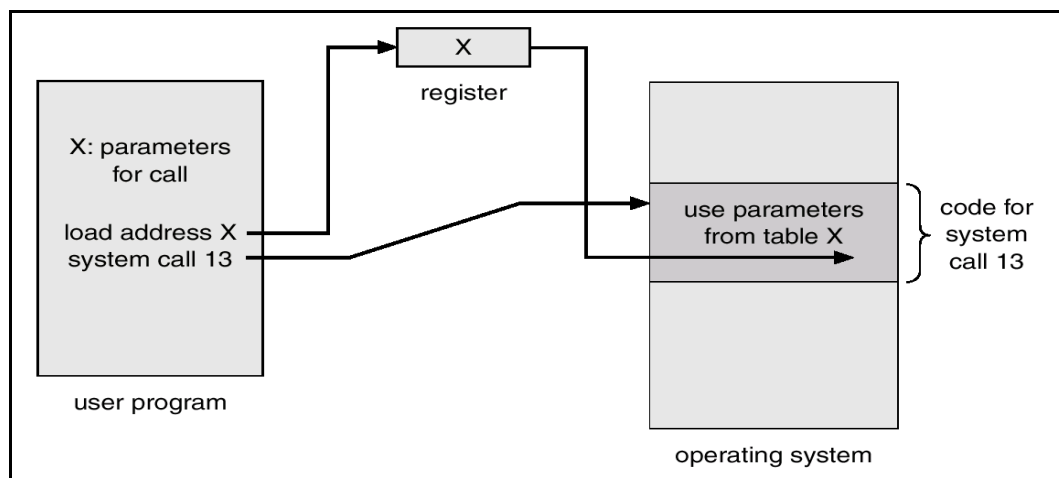 X
register
X: parameters
for call
load address X
system call 13
user program
use parameters
from table X
code for
system
call 13
operating system